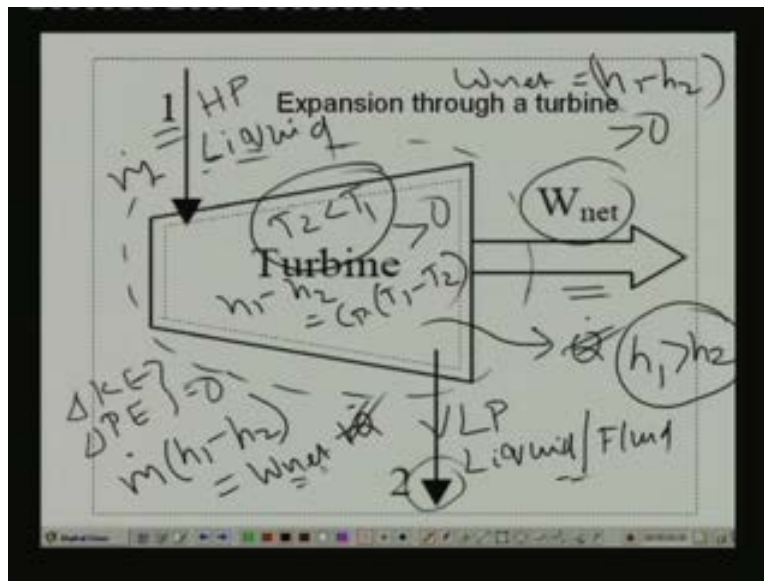 Wnet = (h₁-h₂)
> 0
Expansion through a turbine
1
HP
Liquid
ṁ
T₂ < T₁
> 0
Wnet
Turbine
h₁ - h₂
= Cp (T₁ - T₂)
h₁ > h₂
ΔKE
ΔPE } = 0
ṁ (h₁ - h₂)
= Wnet
LP
Liquid / Fluid
2